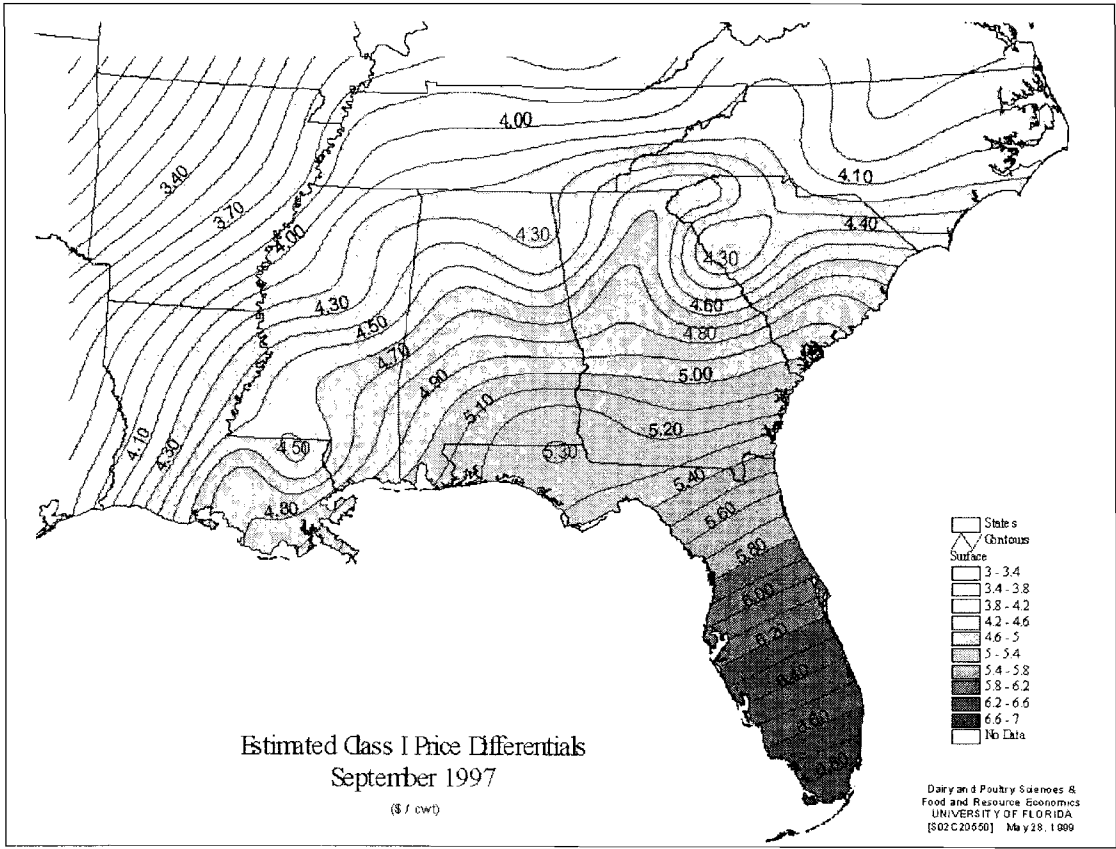 4.00
3.40
4.10
3.70
4.40
4.00
4.30
4.30
4.30
4.60
4.50
4.80
4.70
5.00
4.90
5.10
5.20
4.10
4.30
4.50
5.30
5.40
4.80
5.60
5.80
6.00
6.20
6.40
6.60
6.80
States
Contours
Surface
3 - 3.4
3.4 - 3.8
3.8 - 4.2
4.2 - 4.6
4.6 - 5
5 - 5.4
5.4 - 5.8
5.8 - 6.2
6.2 - 6.6
6.6 - 7
No Data
Estimated Class I Price Differentials
September 1997
($ / cwt)
Dairy and Poultry Sciences &
Food and Resource Economics
UNIVERSITY OF FLORIDA
[S02C20550] May 28, 1999